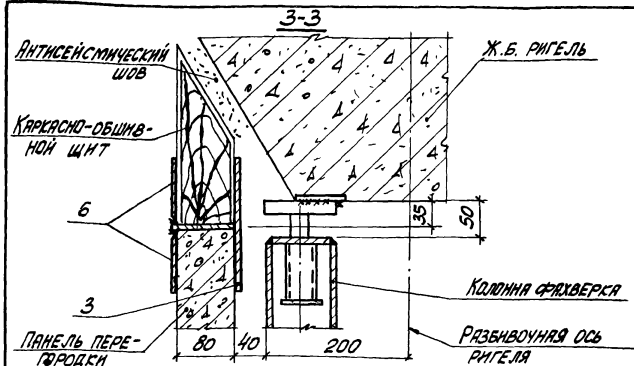 3-3
Антисейсмический
шов
Ж.Б. ригель
Каркасно-обшив-
ной щит
6
35
50
3
Колонна фахверка
Панель пере-
городки
80
40
200
Разбивочная ось
ригеля